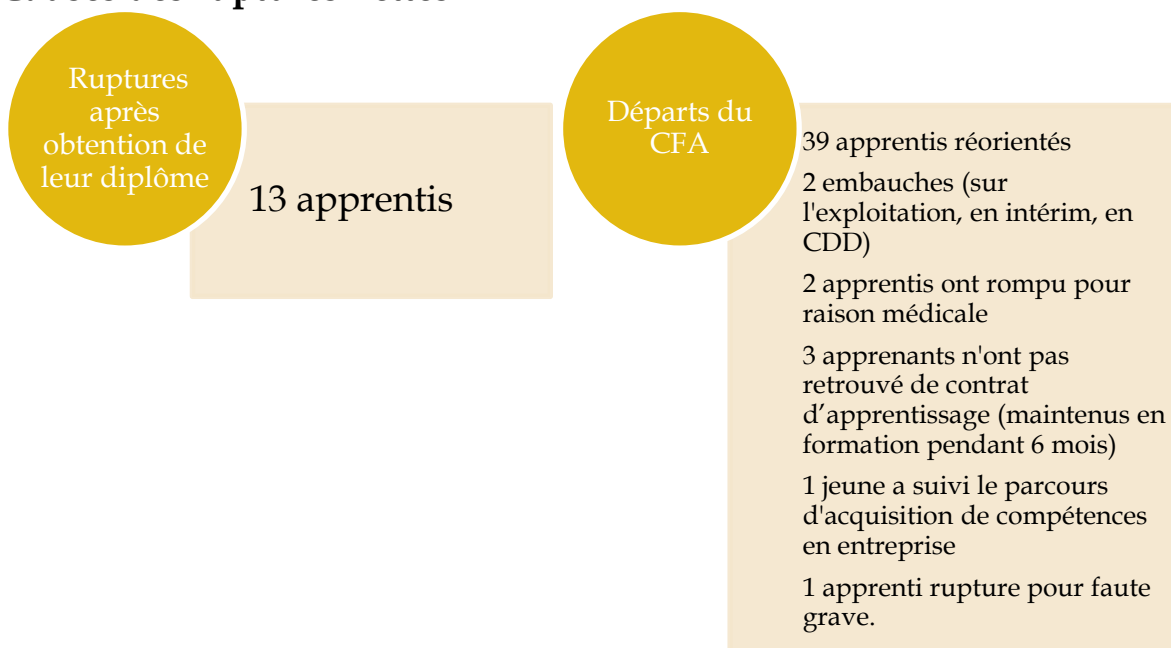 Ruptures
après
obtention de
leur diplôme
13 apprentis
Départs du
CFA
39 apprentis réorientés
2 embauches (sur
l'exploitation, en intérim, en
CDD)
2 apprentis ont rompu pour
raison médicale
3 apprenants n'ont pas
retrouvé de contrat
d’apprentissage (maintenus en
formation pendant 6 mois)
1 jeune a suivi le parcours
d'acquisition de compétences
en entreprise
1 apprenti rupture pour faute
grave.